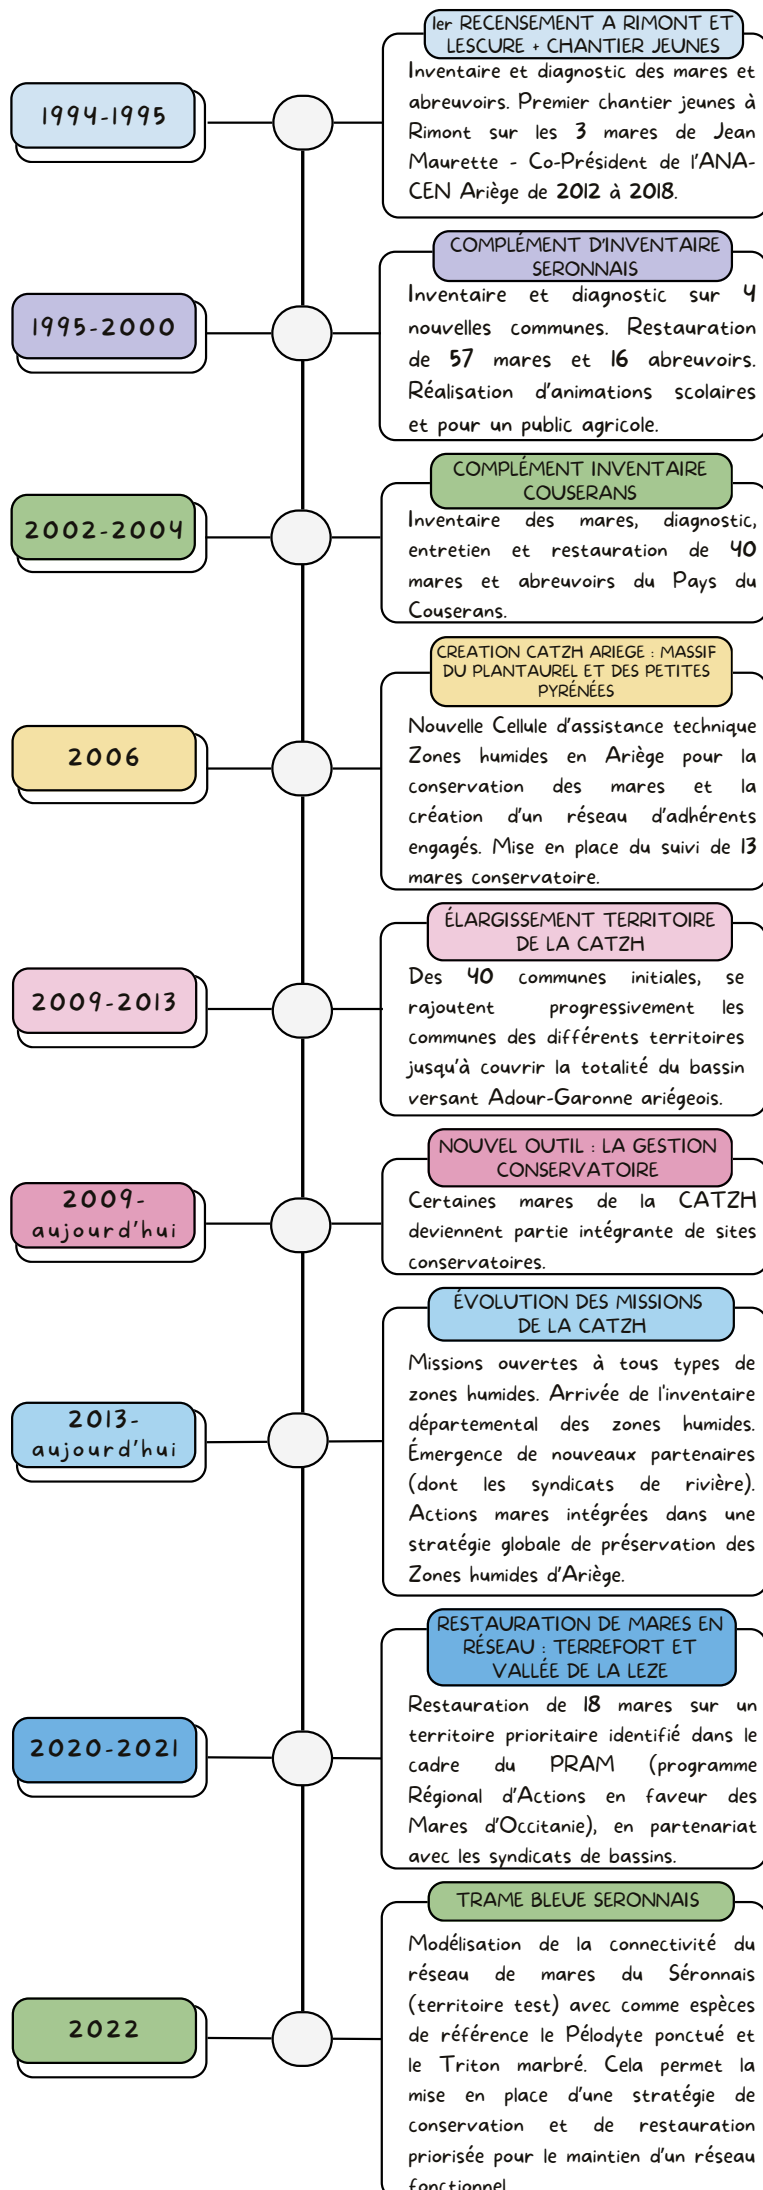 1er RECENSEMENT A RIMONT ET
LESCURE + CHANTIER JEUNES
1994-1995
Inventaire et diagnostic des mares et
abreuvoirs. Premier chantier jeunes à
Rimont sur les 3 mares de Jean
Maurette - Co-Président de l'ANA-
CEN Ariège de 2012 à 2018.
COMPLÉMENT D'INVENTAIRE
SERONNAIS
1995-2000
Inventaire et diagnostic sur 4
nouvelles communes. Restauration
de 57 mares et 16 abreuvoirs.
Réalisation d'animations scolaires
et pour un public agricole.
COMPLÉMENT INVENTAIRE
COUSERANS
2002-2004
Inventaire des mares, diagnostic,
entretien et restauration de 40
mares et abreuvoirs du Pays du
Couserans.
CREATION CATZH ARIEGE : MASSIF
DU PLANTAUREL ET DES PETITES
PYRÉNÉES
2006
Nouvelle Cellule d'assistance technique
Zones humides en Ariège pour la
conservation des mares et la
création d'un réseau d'adhérents
engagés. Mise en place du suivi de 13
mares conservatoire.
ÉLARGISSEMENT TERRITOIRE
DE LA CATZH
2009-2013
Des 40 communes initiales, se
rajoutent progressivement les
communes des différents territoires
jusqu'à couvrir la totalité du bassin
versant Adour-Garonne ariégeois.
NOUVEL OUTIL : LA GESTION
CONSERVATOIRE
2009-
aujourd'hui
Certaines mares de la CATZH
deviennent partie intégrante de sites
conservatoires.
ÉVOLUTION DES MISSIONS
DE LA CATZH
2013-
aujourd'hui
Missions ouvertes à tous types de
zones humides. Arrivée de l'inventaire
départemental des zones humides.
Émergence de nouveaux partenaires
(dont les syndicats de rivière).
Actions mares intégrées dans une
stratégie globale de préservation des
Zones humides d'Ariège.
RESTAURATION DE MARES EN
RÉSEAU : TERREFORT ET
VALLÉE DE LA LEZE
2020-2021
Restauration de 18 mares sur un
territoire prioritaire identifié dans le
cadre du PRAM (programme
Régional d'Actions en faveur des
Mares d'Occitanie), en partenariat
avec les syndicats de bassins.
TRAME BLEUE SERONNAIS
2022
Modélisation de la connectivité du
réseau de mares du Séronnais
(territoire test) avec comme espèces
de référence le Pélodyte ponctué et
le Triton marbré. Cela permet la
mise en place d'une stratégie de
conservation et de restauration
priorisée pour le maintien d'un réseau
fonctionnel.